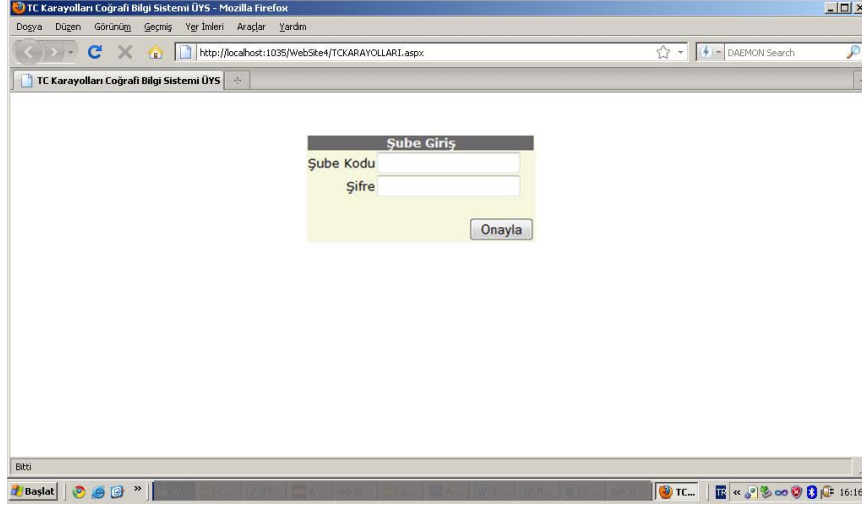 TC Karayolları Coğrafi Bilgi Sistemi ÜYS - Mozilla Firefox
Dosya Düzen Görünüm Geçmiş Yer İmleri Araçlar Yardım
http://localhost:1035/WebSite4/TCKARAYOLLARI.aspx DAEMON Search
TC Karayolları Coğrafi Bilgi Sistemi ÜYS
Şube Giriş
Şube Kodu
Şifre
Onayla
Bitti
Başlat » TC... TR « 16:16